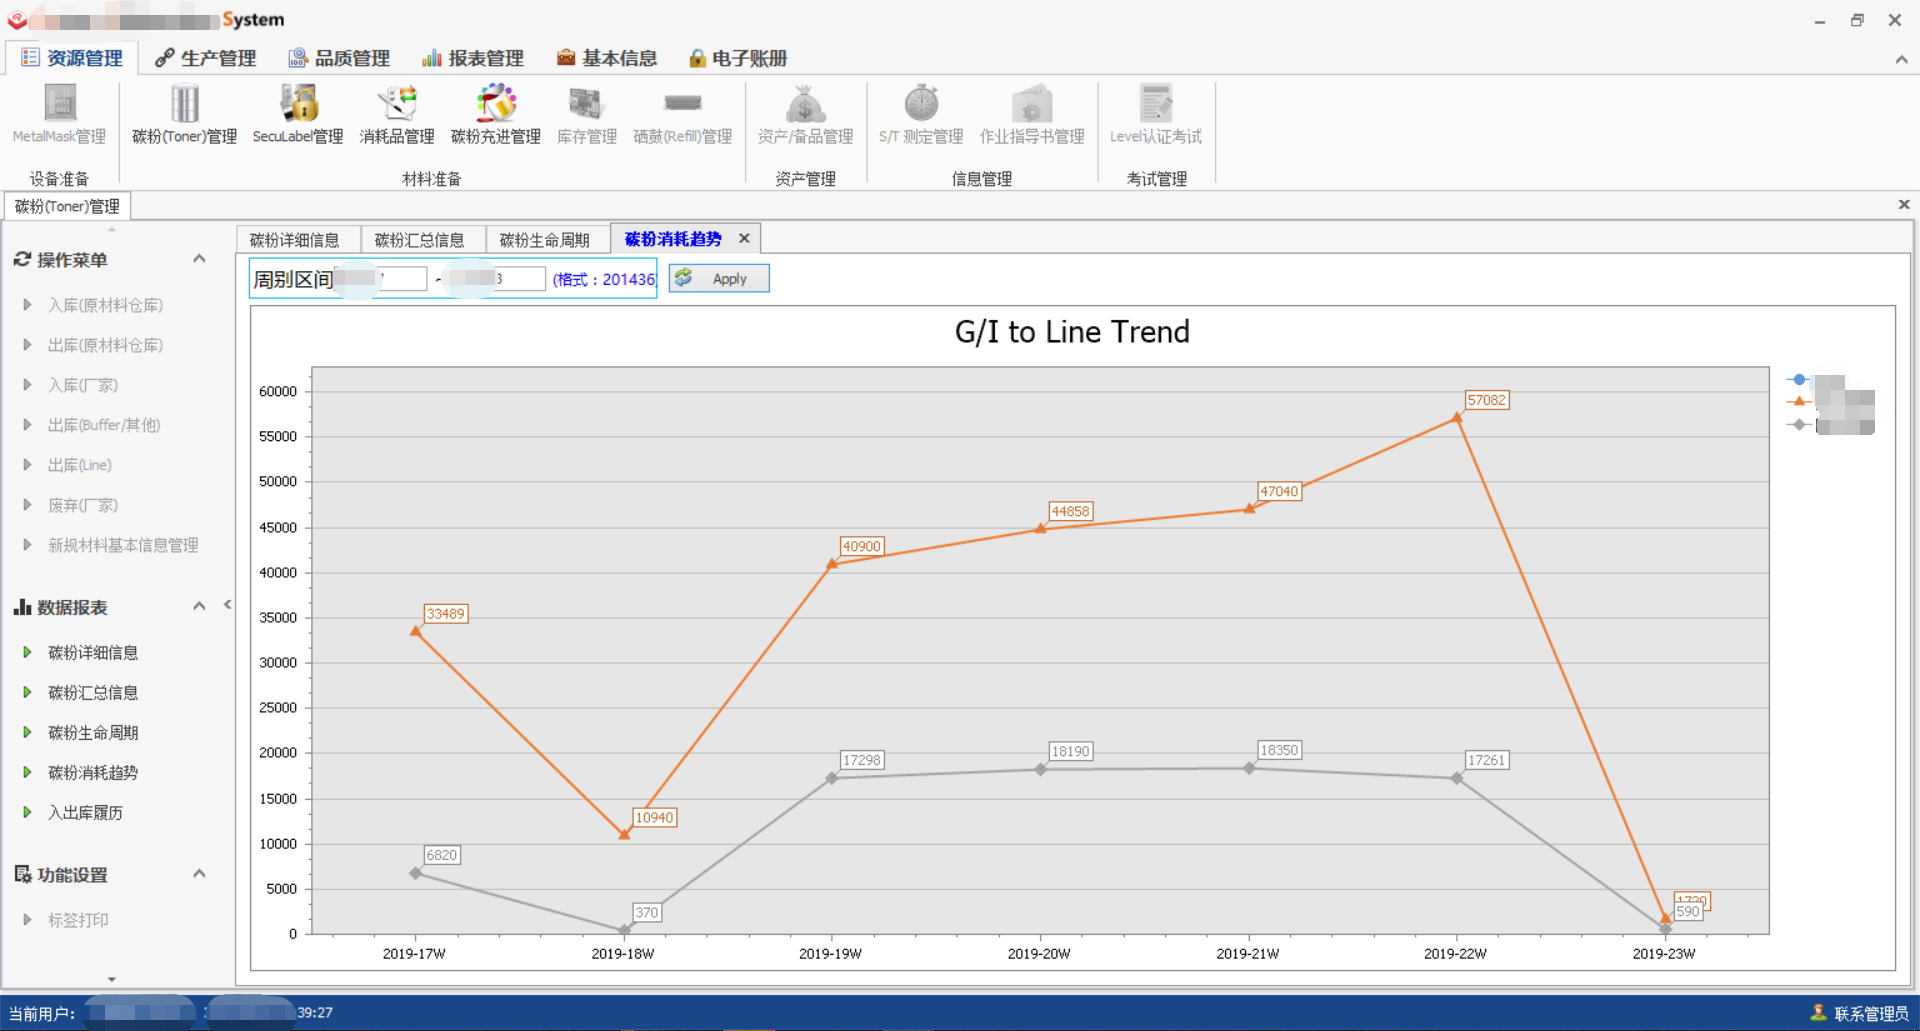 System
资源管理 生产管理 品质管理 报表管理 基本信息 电子账册
MetalMask管理 碳粉(Toner)管理 SecuLabel管理 消耗品管理 碳粉充进管理 库存管理 硒鼓(Refill)管理 资产/备品管理 S/T 测定管理 作业指导书管理 Level认证考试
设备准备 材料准备 资产管理 信息管理 考试管理
碳粉(Toner)管理
碳粉详细信息 碳粉汇总信息 碳粉生命周期 碳粉消耗趋势
周别区间 ~ 3 (格式：201436) Apply
操作菜单
入库(原材料仓库)
出库(原材料仓库)
入库(厂家)
出库(Buffer/其他)
出库(Line)
废弃(厂家)
新规材料基本信息管理
数据报表
碳粉详细信息
碳粉汇总信息
碳粉生命周期
碳粉消耗趋势
入出库履历
功能设置
标签打印
G/I to Line Trend
60000
55000
50000
45000
40000
35000
30000
25000
20000
15000
10000
5000
0
33489
10940
40900
44858
47040
57082
6820
370
17298
18190
18350
17261
590
2019-17W 2019-18W 2019-19W 2019-20W 2019-21W 2019-22W 2019-23W
当前用户： 39:27 联系管理员